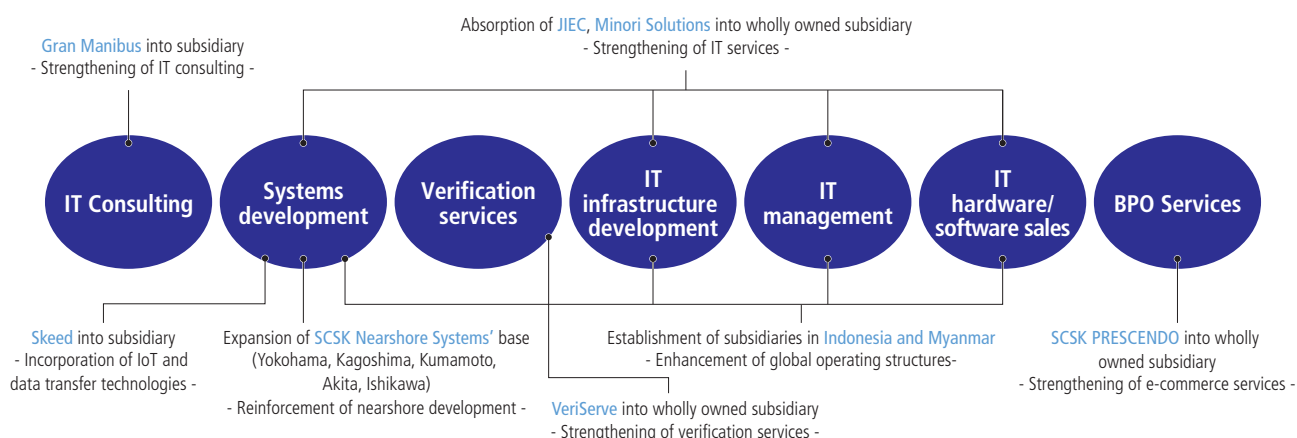 Absorption of JIEC, Minori Solutions into wholly owned subsidiary
- Strengthening of IT services -
Gran Manibus into subsidiary
- Strengthening of IT consulting -
IT Consulting
Systems
development
Verification
services
IT
infrastructure
development
IT
management
IT
hardware/
software sales
BPO Services
Skeed into subsidiary
- Incorporation of IoT and
data transfer technologies -
Expansion of SCSK Nearshore Systems' base
(Yokohama, Kagoshima, Kumamoto,
Akita, Ishikawa)
- Reinforcement of nearshore development -
VeriServe into wholly owned subsidiary
- Strengthening of verification services -
Establishment of subsidiaries in Indonesia and Myanmar
- Enhancement of global operating structures-
SCSK PRESCENDO into wholly
owned subsidiary
- Strengthening of e-commerce services -